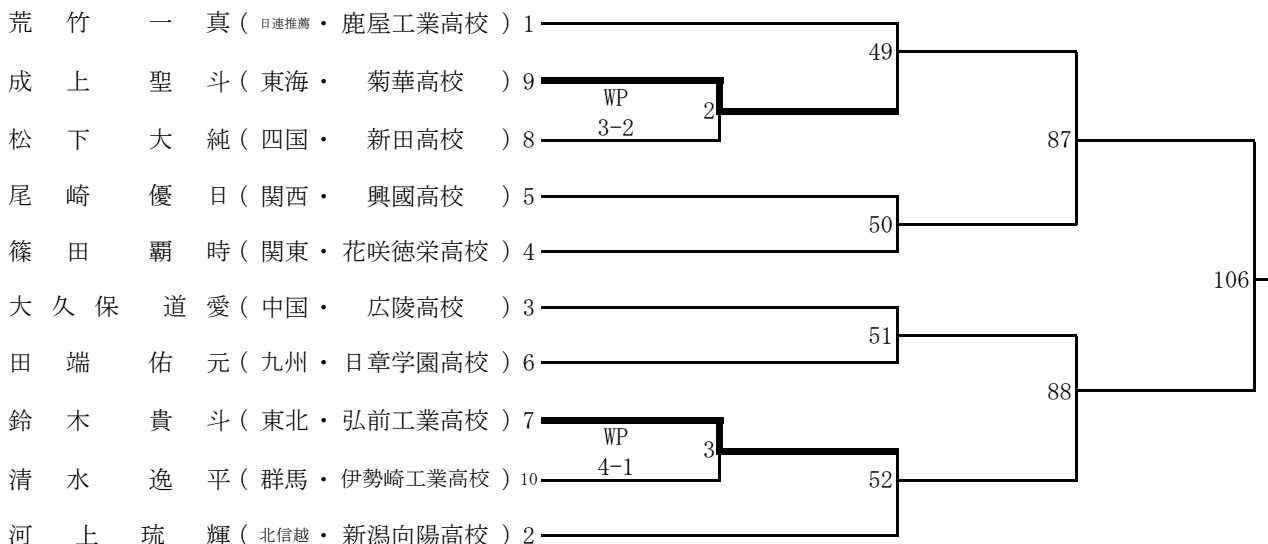 荒竹 一真 ( 日連推薦 ・ 鹿屋工業高校 ) 1
49
成上 聖斗 ( 東海 ・ 菊華高校 ) 9
WP
2
3-2
松下 大純 ( 四国 ・ 新田高校 ) 8
87
尾崎 優日 ( 関西 ・ 興國高校 ) 5
50
篠田 覇時 ( 関東 ・ 花咲徳栄高校 ) 4
106
大久保 道愛 ( 中国 ・ 広陵高校 ) 3
51
田端 佑元 ( 九州 ・ 日章学園高校 ) 6
88
鈴木 貴斗 ( 東北 ・ 弘前工業高校 ) 7
WP
3
4-1
清水 逸平 ( 群馬 ・ 伊勢崎工業高校 ) 10
52
河上 琉輝 ( 北信越 ・ 新潟向陽高校 ) 2